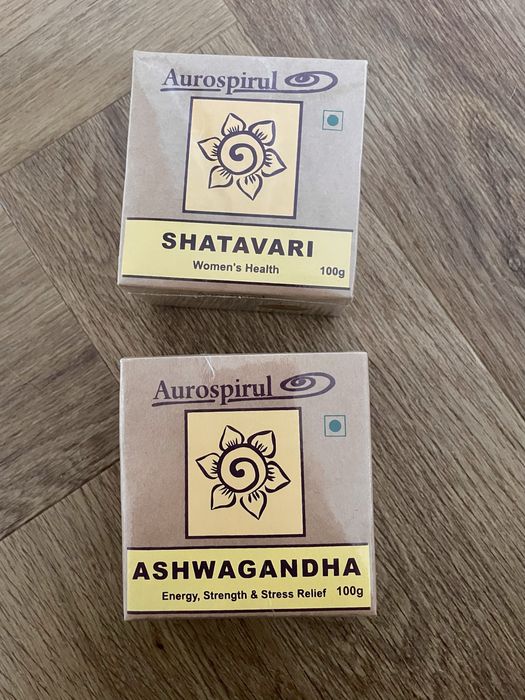 Aurospirul
SHATAVARI
Women's Health 100g
Aurospirul
ASHWAGANDHA
Energy, Strength & Stress Relief 100g